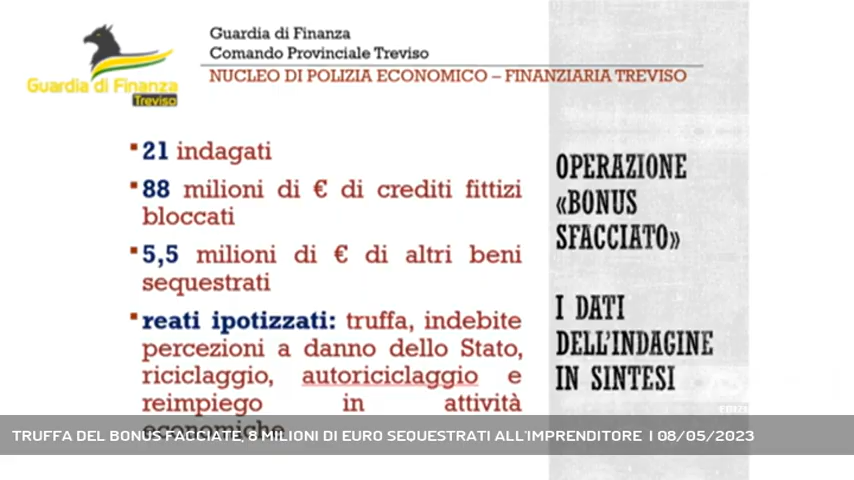 Guardia di Finanza
Comando Provinciale Treviso
NUCLEO DI POLIZIA ECONOMICO – FINANZIARIA TREVISO
Guardia di Finanza
Treviso
21 indagati
88 milioni di € di crediti fittizi
bloccati
5,5 milioni di € di altri beni
sequestrati
reati ipotizzati: truffa, indebite
percezioni a danno dello Stato,
riciclaggio, autoriciclaggio e
reimpiego in attività
economiche
OPERAZIONE
«BONUS
SFACCIATO»
I DATI
DELL'INDAGINE
IN SINTESI
TRUFFA DEL BONUS FACCIATE, 8 MILIONI DI EURO SEQUESTRATI ALL'IMPRENDITORE | 08/05/2023